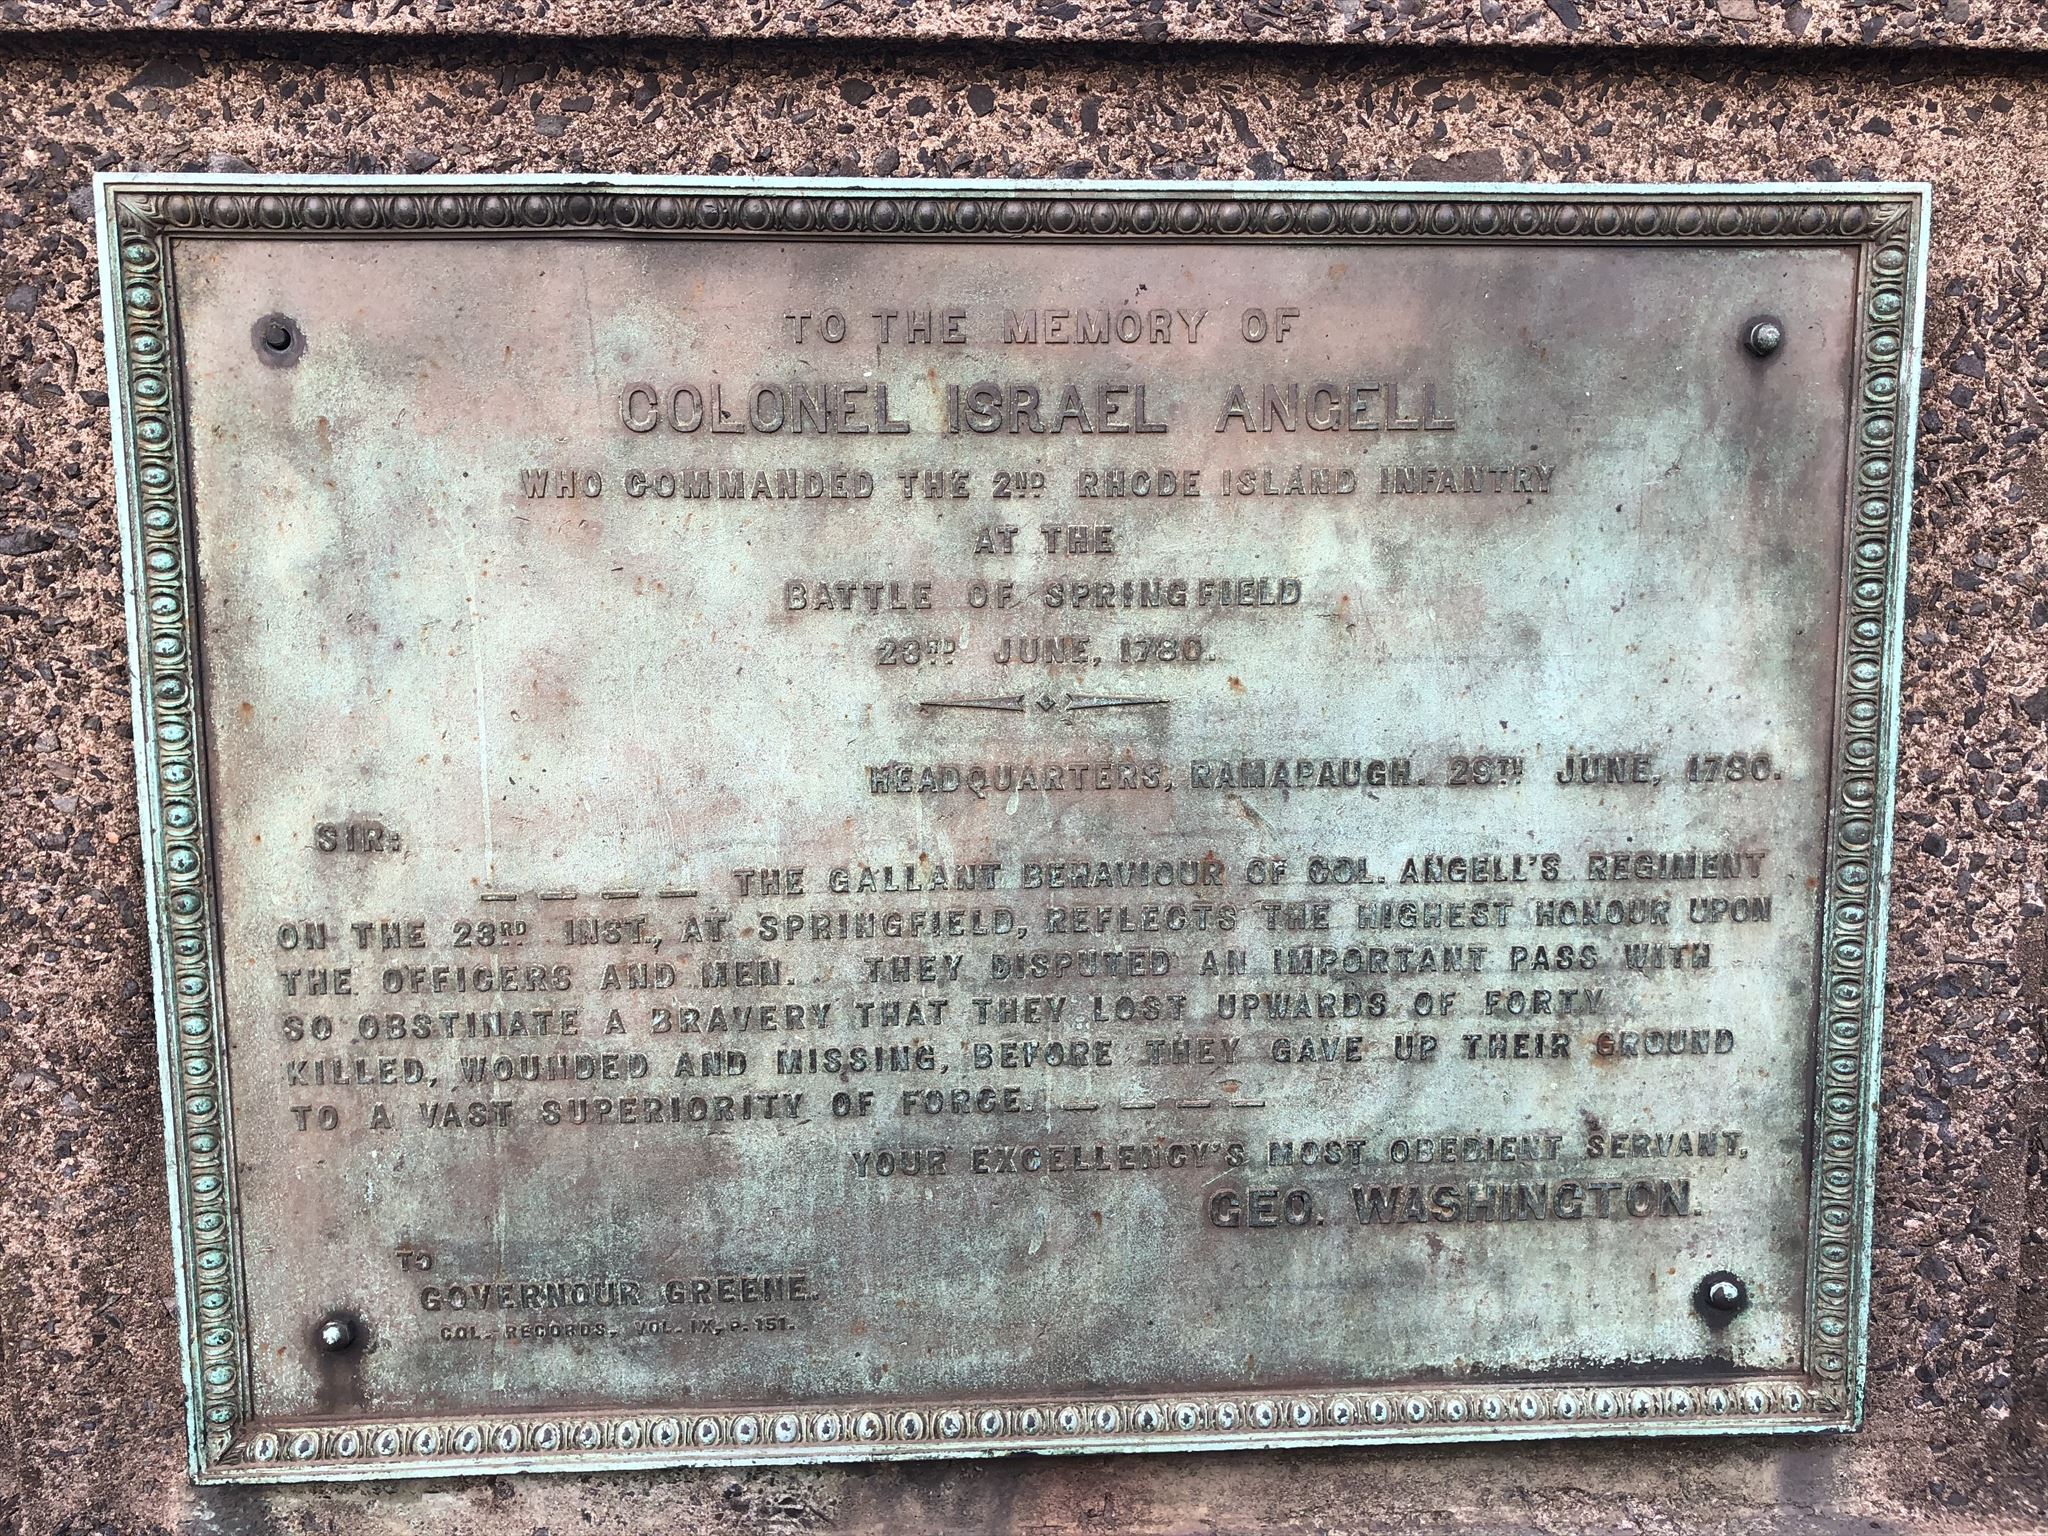 TO THE MEMORY OF
COLONEL ISRAEL ANGELL
WHO COMMANDED THE 2ND RHODE ISLAND INFANTRY
AT THE
BATTLE OF SPRINGFIELD
23RD JUNE, 1780.
HEADQUARTERS, RAMAPAUGH. 29TH JUNE, 1780.
SIR:
_ _ _ _ THE GALLANT BEHAVIOUR OF COL. ANGELL'S REGIMENT
ON THE 23RD INST., AT SPRINGFIELD, REFLECTS THE HIGHEST HONOUR UPON
THE OFFICERS AND MEN. THEY DISPUTED AN IMPORTANT PASS WITH
SO OBSTINATE A BRAVERY THAT THEY LOST UPWARDS OF FORTY
KILLED, WOUNDED AND MISSING, BEFORE THEY GAVE UP THEIR GROUND
TO A VAST SUPERIORITY OF FORCE. _ _ _ _
YOUR EXCELLENCY'S MOST OBEDIENT SERVANT,
GEO. WASHINGTON.
TO
GOVERNOUR GREENE.
COL. RECORDS, VOL. IX, P. 151.